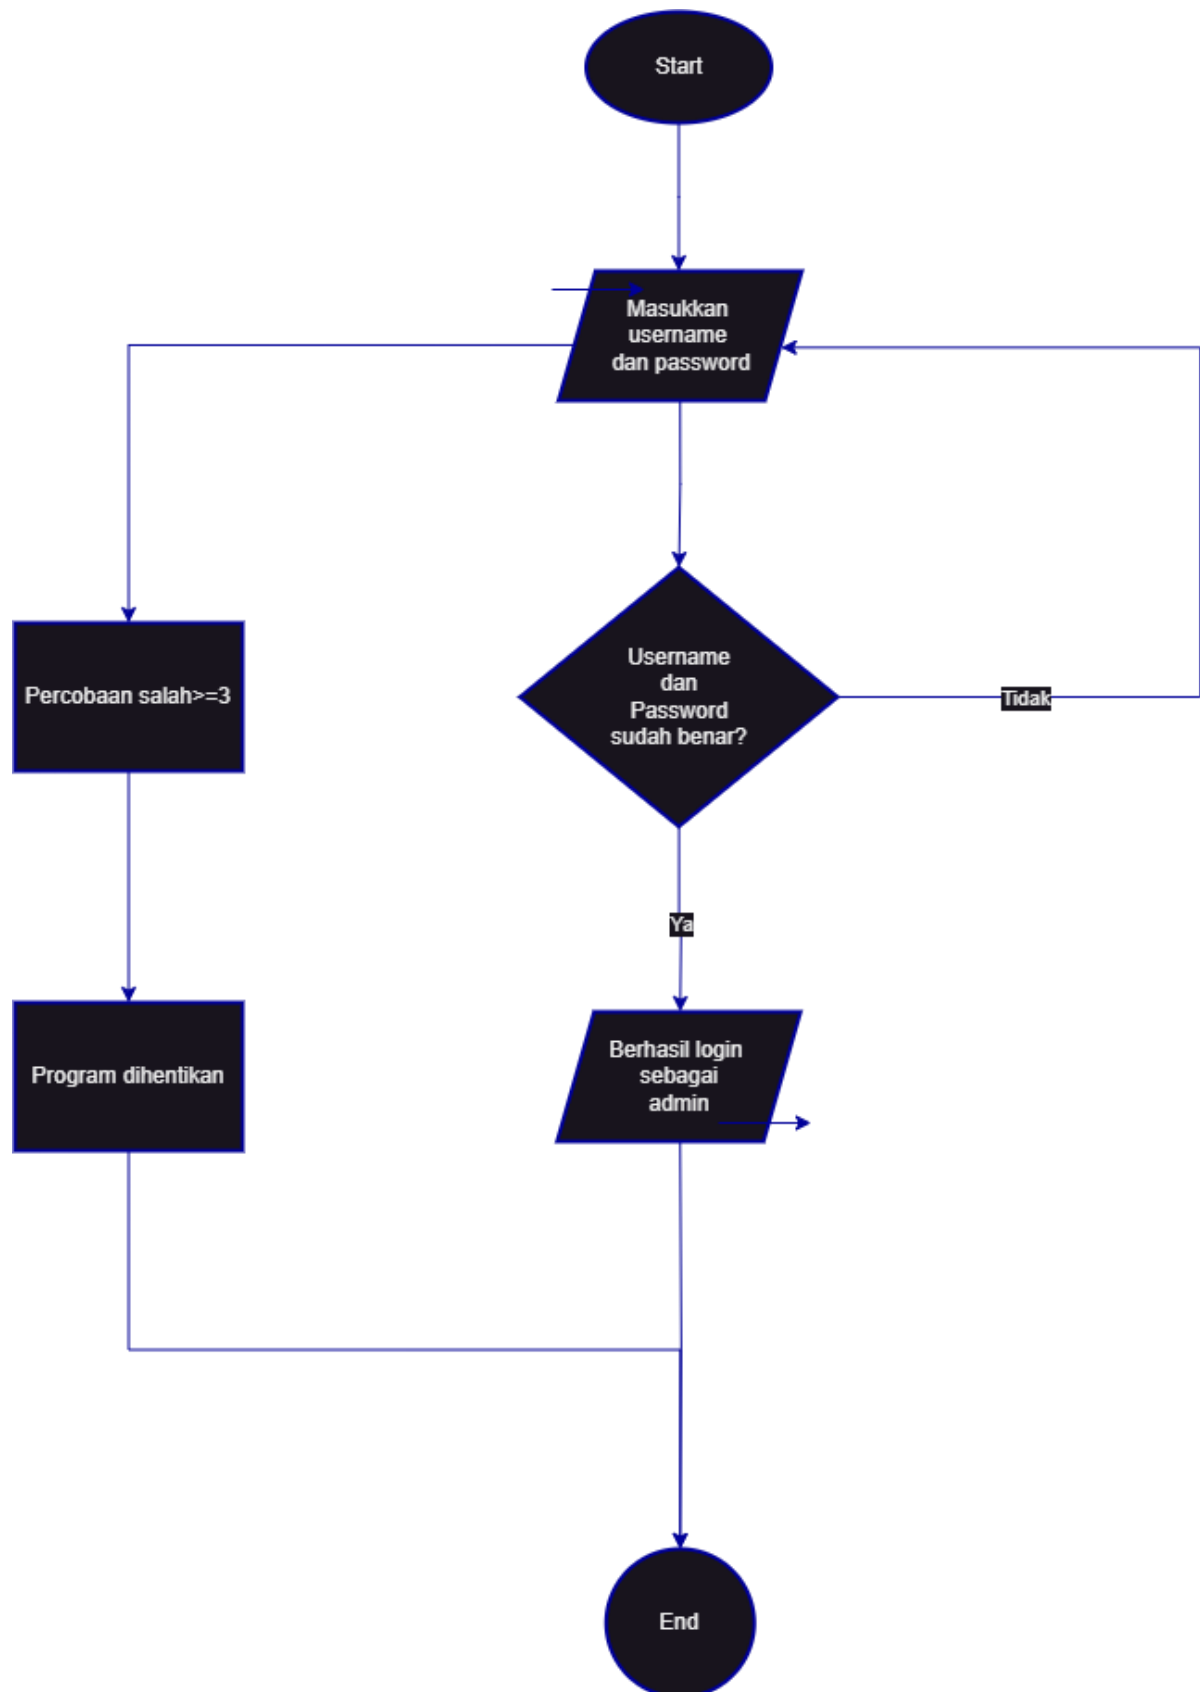 Start
Masukkan
username
dan password
Percobaan salah>=3
Username
dan
Password
sudah benar?
Tidak
Ya
Program dihentikan
Berhasil login
sebagai
admin
End